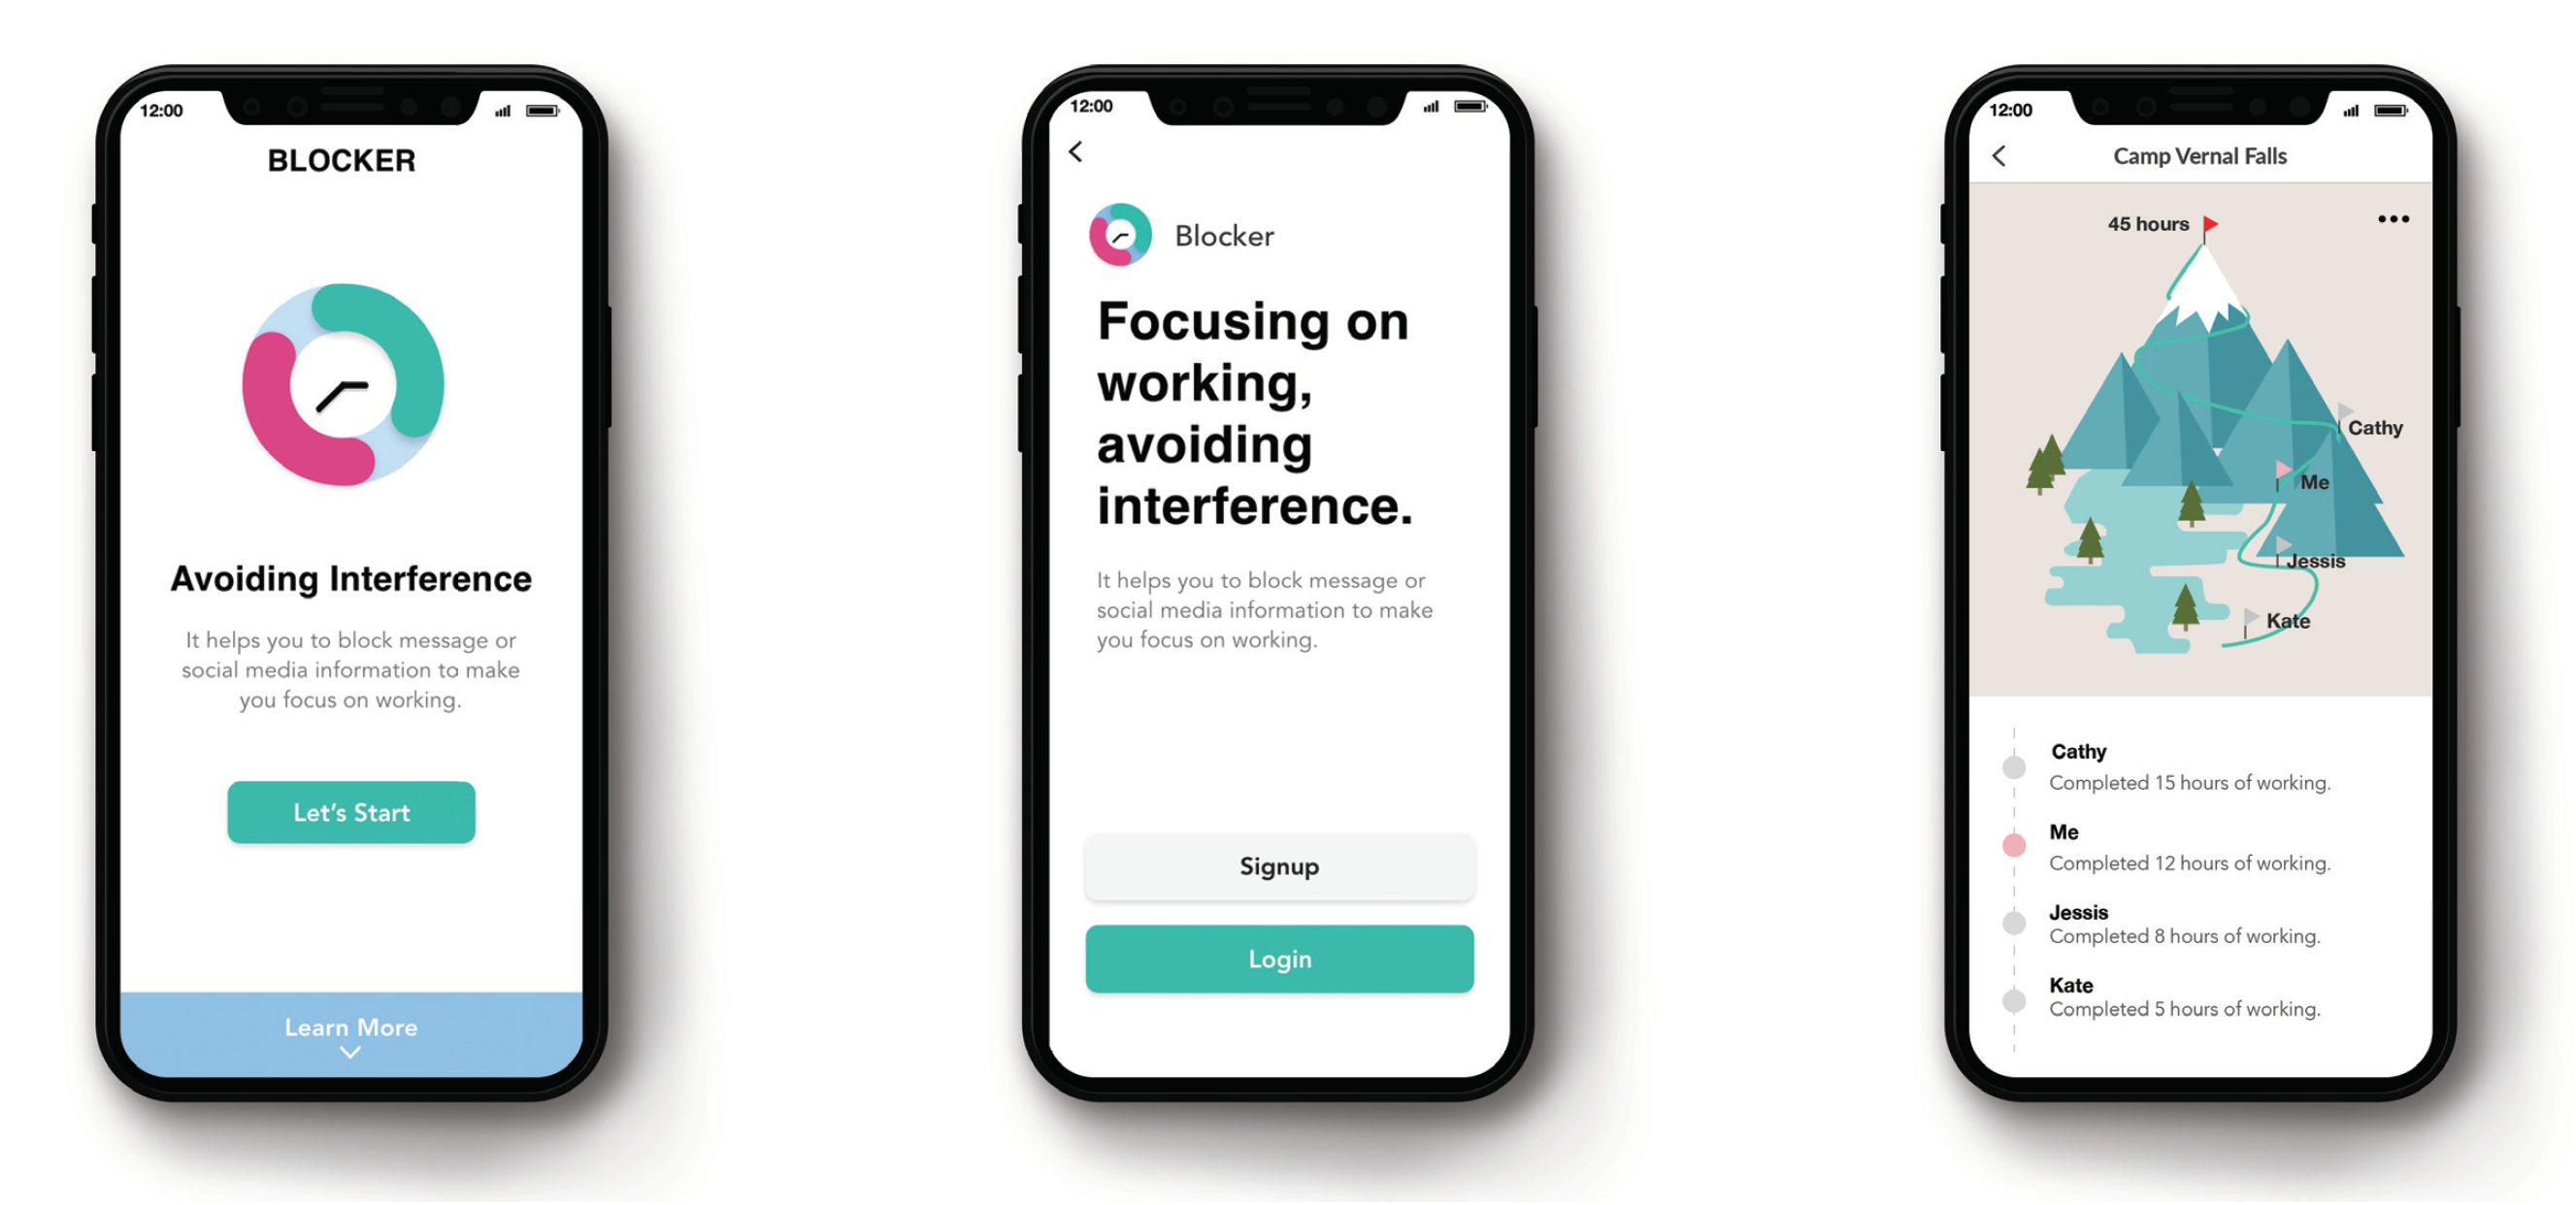 12:00
BLOCKER
Avoiding Interference
It helps you to block message or
social media information to make
you focus on working.
Let's Start
Learn More
12:00
Blocker
Focusing on
working,
avoiding
interference.
It helps you to block message or
social media information to make
you focus on working.
Signup
Login
12:00
Camp Vernal Falls
45 hours
Cathy
Me
Jessis
Kate
Cathy
Completed 15 hours of working.
Me
Completed 12 hours of working.
Jessis
Completed 8 hours of working.
Kate
Completed 5 hours of working.